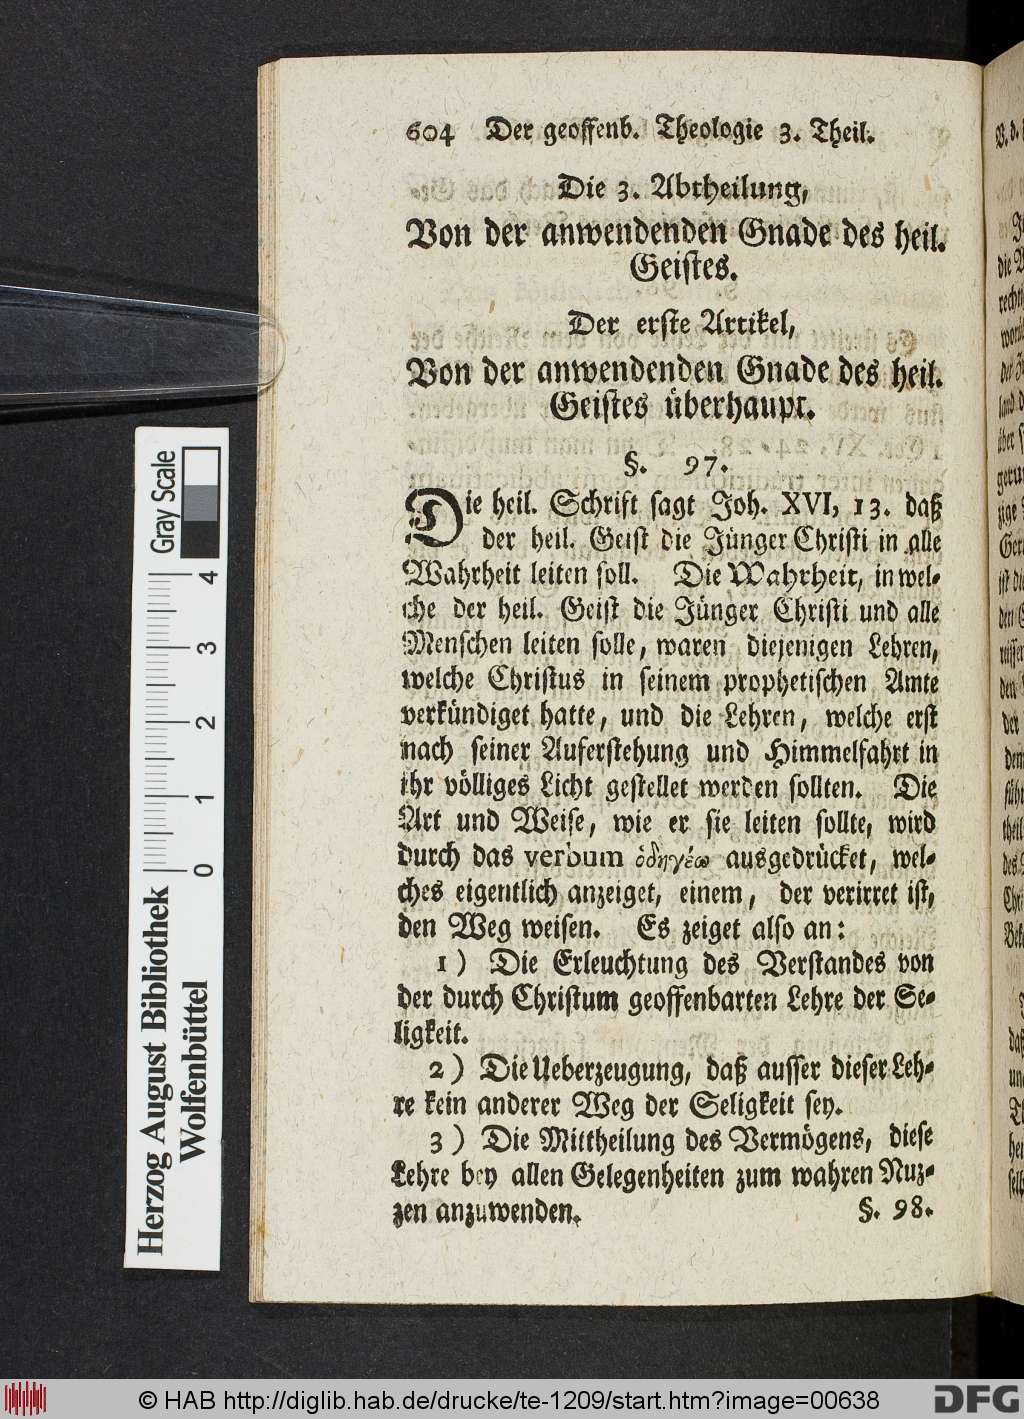 604 Der geoffenb. Theologie 3. Theil.
Die 3. Abtheilung,
Von der anwendenden Gnade des heil.
Geistes.
Der erste Artikel,
Von der anwendenden Gnade des heil.
Geistes überhaupt.
§. 97.
Die heil. Schrift sagt Joh. XVI, 13. daß
der heil. Geist die Jünger Christi in alle
Wahrheit leiten soll. Die Wahrheit, in wel-
che der heil. Geist die Jünger Christi und alle
Menschen leiten solle, waren diejenigen Lehren,
welche Christus in seinem prophetischen Amte
verkündiget hatte, und die Lehren, welche erst
nach seiner Auferstehung und Himmelfahrt in
ihr völliges Licht gestellet werden sollten. Die
Art und Weise, wie er sie leiten sollte, wird
durch das verbum ὁδηγέω ausgedrücket, wel-
ches eigentlich anzeiget, einem, der verirret ist,
den Weg weisen. Es zeiget also an:
1) Die Erleuchtung des Verstandes von
der durch Christum geoffenbarten Lehre der Se-
ligkeit.
2) Die Ueberzeugung, daß ausser dieser Leh-
re kein anderer Weg der Seligkeit sey.
3) Die Mittheilung des Vermögens, diese
Lehre bey allen Gelegenheiten zum wahren Nuz-
zen anzuwenden. §. 98.
Gray Scale
0 1 2 3 4
Herzog August Bibliothek
Wolfenbüttel
© HAB http://diglib.hab.de/drucke/te-1209/start.htm?image=00638
DFG